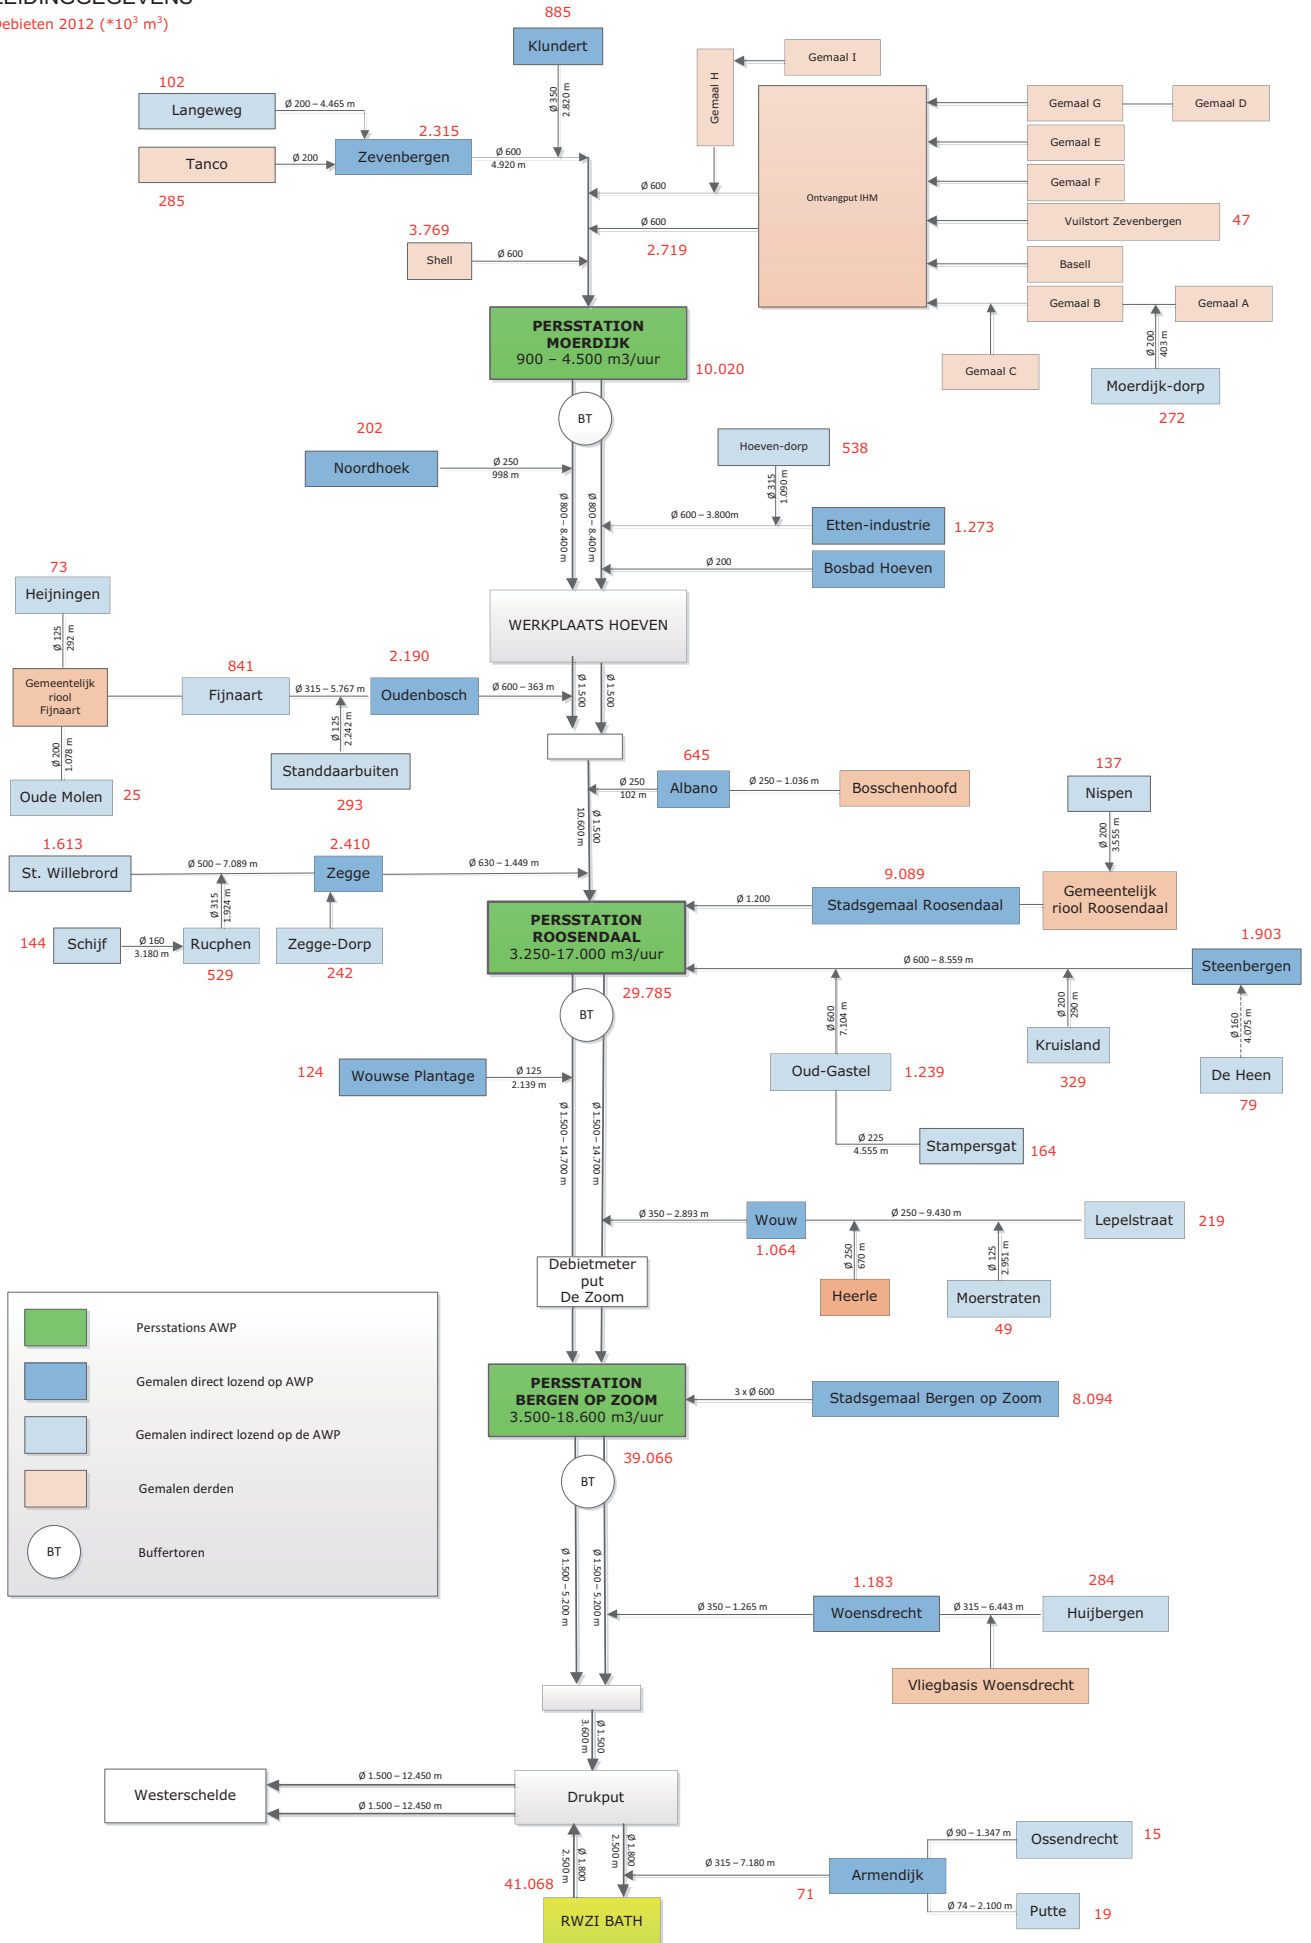 LEIDINGGEGEVENS
Debieten 2012 (*10³ m³)
885
Klundert
Ø 350
2.820 m
102
Langeweg
Ø 200 – 4.465 m
2.315
Zevenbergen
Ø 600
4.920 m
Tanco
Ø 200
285
Gemaal H
Gemaal I
Ontvangput IHM
Gemaal G
Gemaal D
Gemaal E
Gemaal F
Vuilstort Zevenbergen
47
Basell
Gemaal B
Gemaal A
Gemaal C
Ø 200
403 m
Moerdijk-dorp
272
Ø 600
Ø 600
2.719
3.769
Shell
Ø 600
PERSSTATION
MOERDIJK
900 – 4.500 m3/uur
10.020
BT
202
Noordhoek
Ø 250
998 m
Ø 800 – 8.400 m
Ø 800 – 8.400 m
Hoeven-dorp
538
Ø 315
1.090 m
Ø 600 – 3.800m
Etten-industrie
1.273
Ø 200
Bosbad Hoeven
WERKPLAATS HOEVEN
73
Heijningen
Ø 125
292 m
Gemeentelijk
riool
Fijnaart
Ø 200
1.078 m
Oude Molen
25
841
Fijnaart
Ø 315 – 5.767 m
Ø 125
2.242 m
Standdaarbuiten
293
2.190
Oudenbosch
Ø 600 – 363 m
Ø 1.500
Ø 1.500
645
Albano
Ø 250
102 m
Ø 250 – 1.036 m
Bosschenhoofd
Ø 1.500
10.600 m
137
Nispen
Ø 200
3.555 m
1.613
St. Willebrord
Ø 500 – 7.089 m
2.410
Zegge
Ø 630 – 1.449 m
Ø 315
1.924 m
144
Schijf
Ø 160
3.180 m
Rucphen
529
Zegge-Dorp
242
9.089
Stadsgemaal Roosendaal
Ø 1.200
Gemeentelijk
riool Roosendaal
PERSSTATION
ROOSENDAAL
3.250-17.000 m3/uur
29.785
BT
Ø 600 – 8.559 m
1.903
Steenbergen
Ø 600
7.104 m
Ø 200
290 m
Ø 160
4.075 m
Kruisland
329
De Heen
79
Oud-Gastel
1.239
Ø 225
4.555 m
Stampersgat
164
124
Wouwse Plantage
Ø 125
2.139 m
Ø 1.500 – 14.700 m
Ø 1.500 – 14.700 m
Ø 350 – 2.893 m
Wouw
1.064
Ø 250 – 9.430 m
Lepelstraat
219
Ø 250
670 m
Heerle
Ø 125
2.951 m
Moerstraten
49
Debietmeter
put
De Zoom
PERSSTATION
BERGEN OP ZOOM
3.500-18.600 m3/uur
39.066
3 x Ø 600
Stadsgemaal Bergen op Zoom
8.094
BT
Persstations AWP
Gemalen direct lozend op AWP
Gemalen indirect lozend op de AWP
Gemalen derden
BT
Buffertoren
Ø 1.500 – 5.200 m
Ø 1.500 – 5.200 m
Ø 350 – 1.265 m
1.183
Woensdrecht
Ø 315 – 6.443 m
284
Huijbergen
Vliegbasis Woensdrecht
Ø 1.500
3.600 m
Westerschelde
Ø 1.500 – 12.450 m
Ø 1.500 – 12.450 m
Drukput
Ø 1.800
2.500 m
Ø 1.800
2.500 m
41.068
RWZI BATH
Ø 315 – 7.180 m
Armendijk
71
Ø 90 – 1.347 m
Ossendrecht
15
Ø 74 – 2.100 m
Putte
19